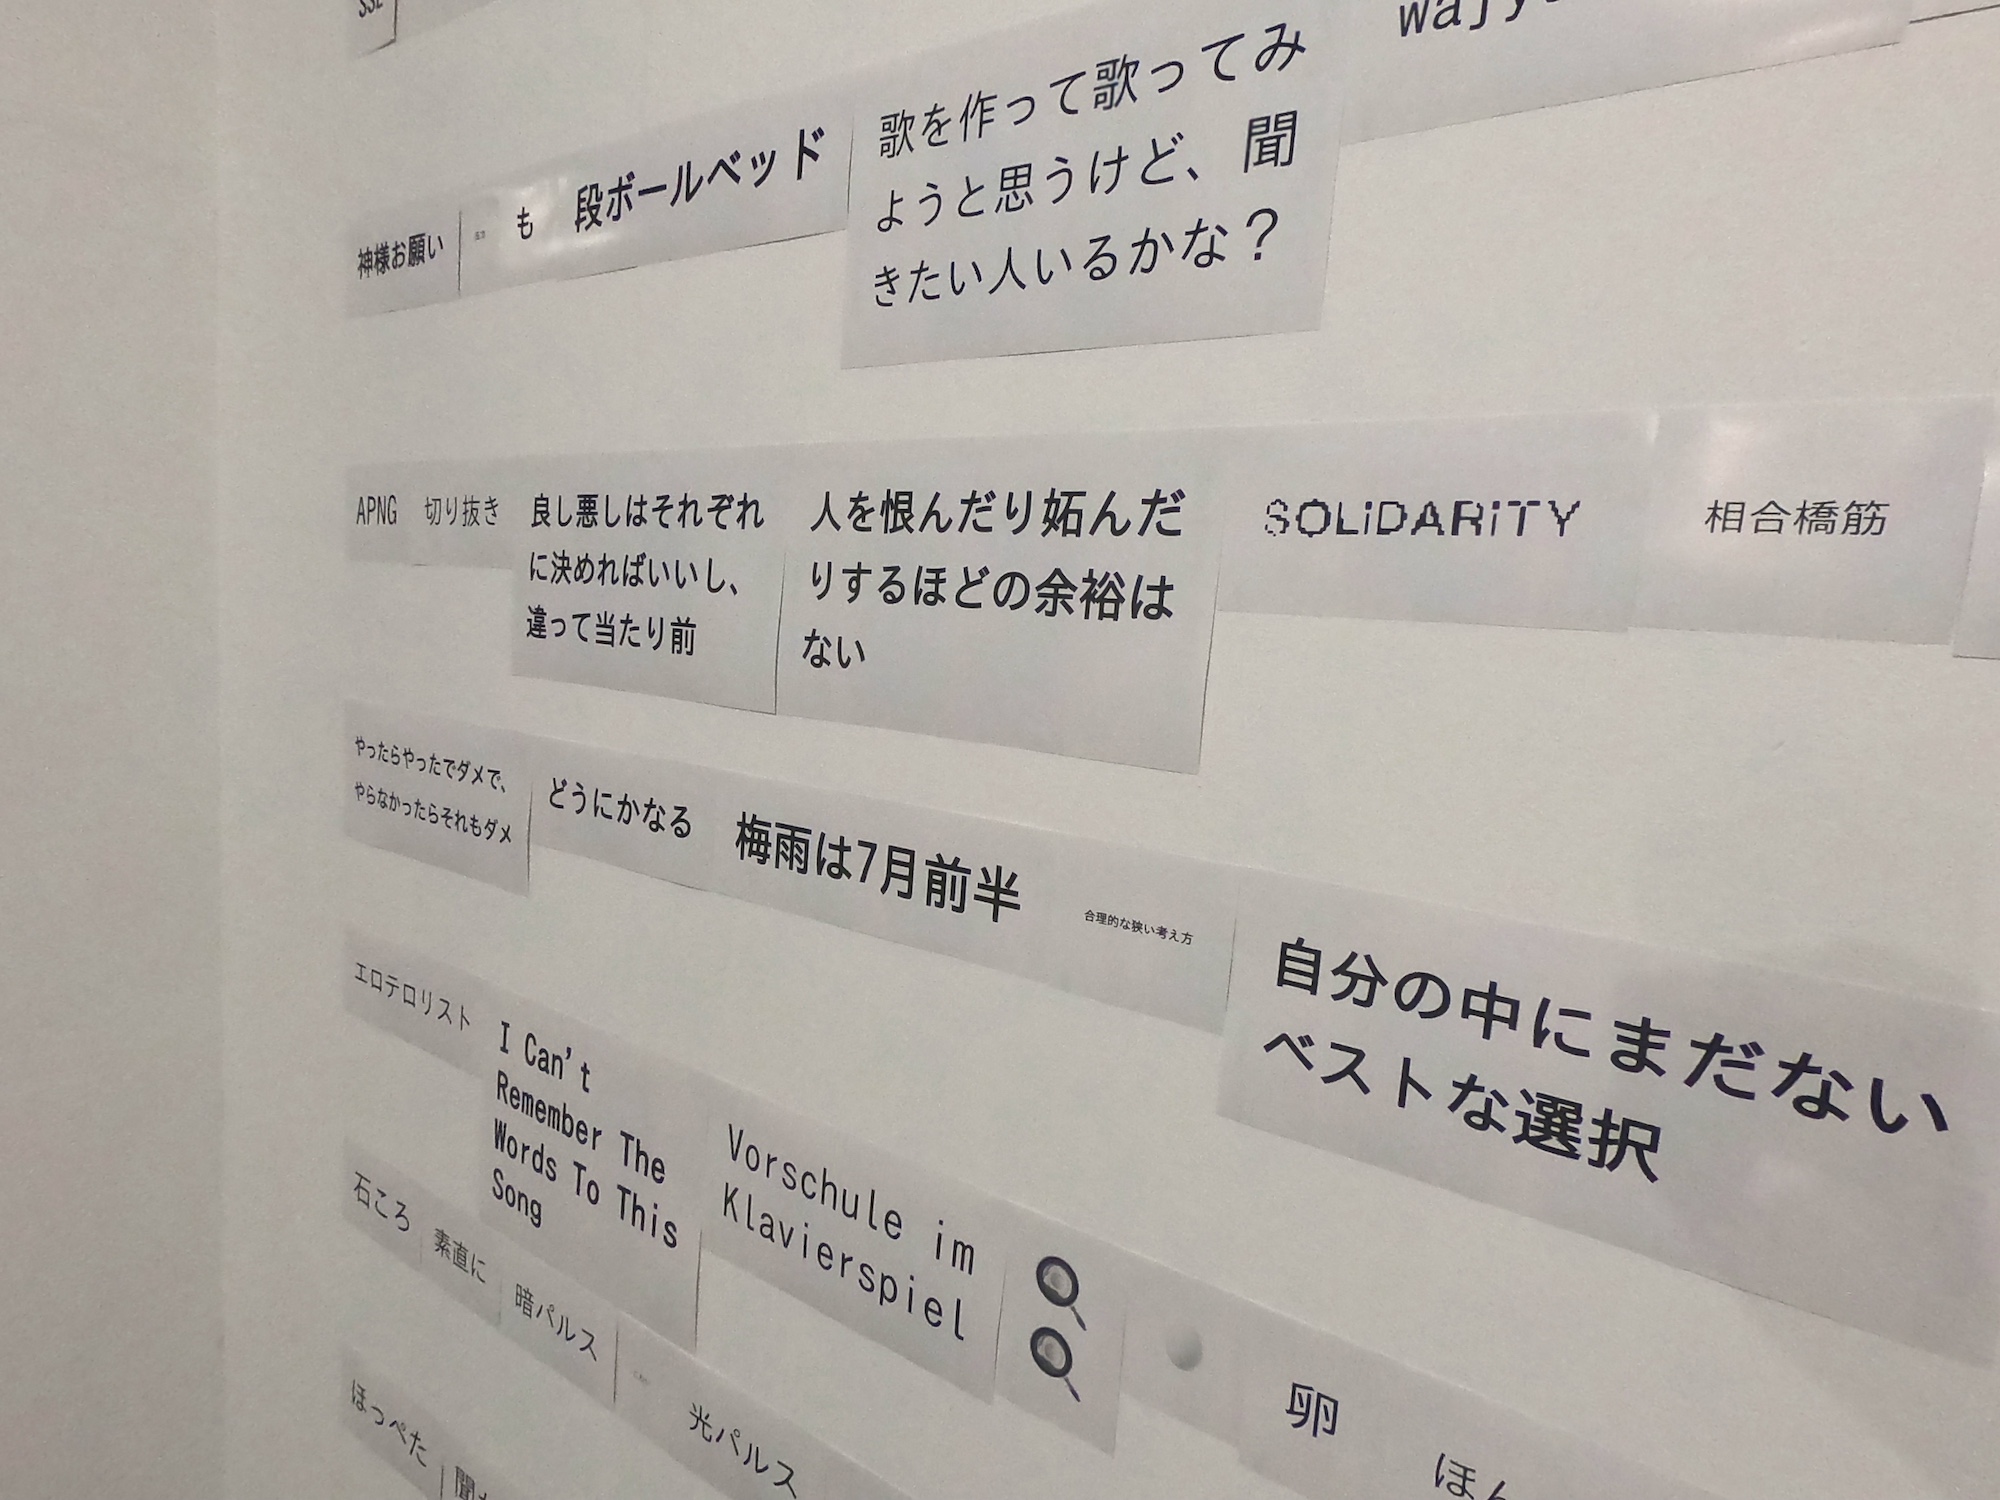 神様お願い
も
段ボールベッド
歌を作って歌ってみ
ようと思うけど、聞
きたい人いるかな？
APNG
切り抜き
良し悪しはそれぞれ
に決めればいいし、
違って当たり前
人を恨んだり妬んだ
りするほどの余裕は
ない
SOLiDARiTY
相合橋筋
やったらやったでダメで、
やらなかったらそれもダメ
どうにかなる
梅雨は7月前半
合理的な狭い考え方
自分の中にまだない
ベストな選択
エロテロリスト
I Can't
Remember The
Words To This
Song
Vorschule im
Klavierspiel
卵
石ころ
素直に
暗パルス
光パルス
ほっぺた